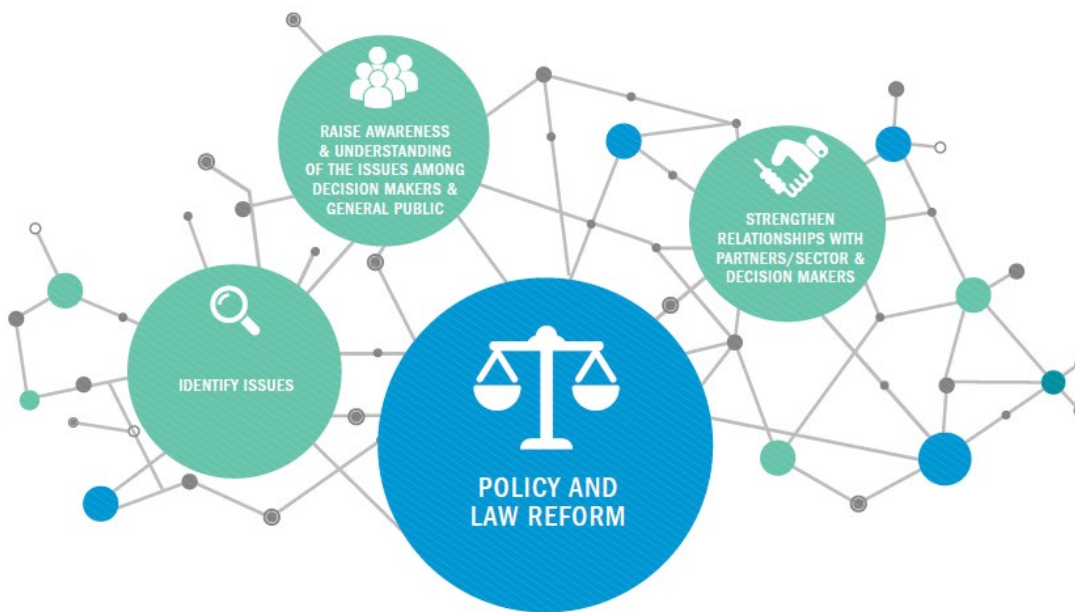 RAISE AWARENESS
& UNDERSTANDING
OF THE ISSUES AMONG
DECISION MAKERS &
GENERAL PUBLIC
STRENGTHEN
RELATIONSHIPS WITH
PARTNERS/SECTOR &
DECISION MAKERS
IDENTIFY ISSUES
POLICY AND
LAW REFORM